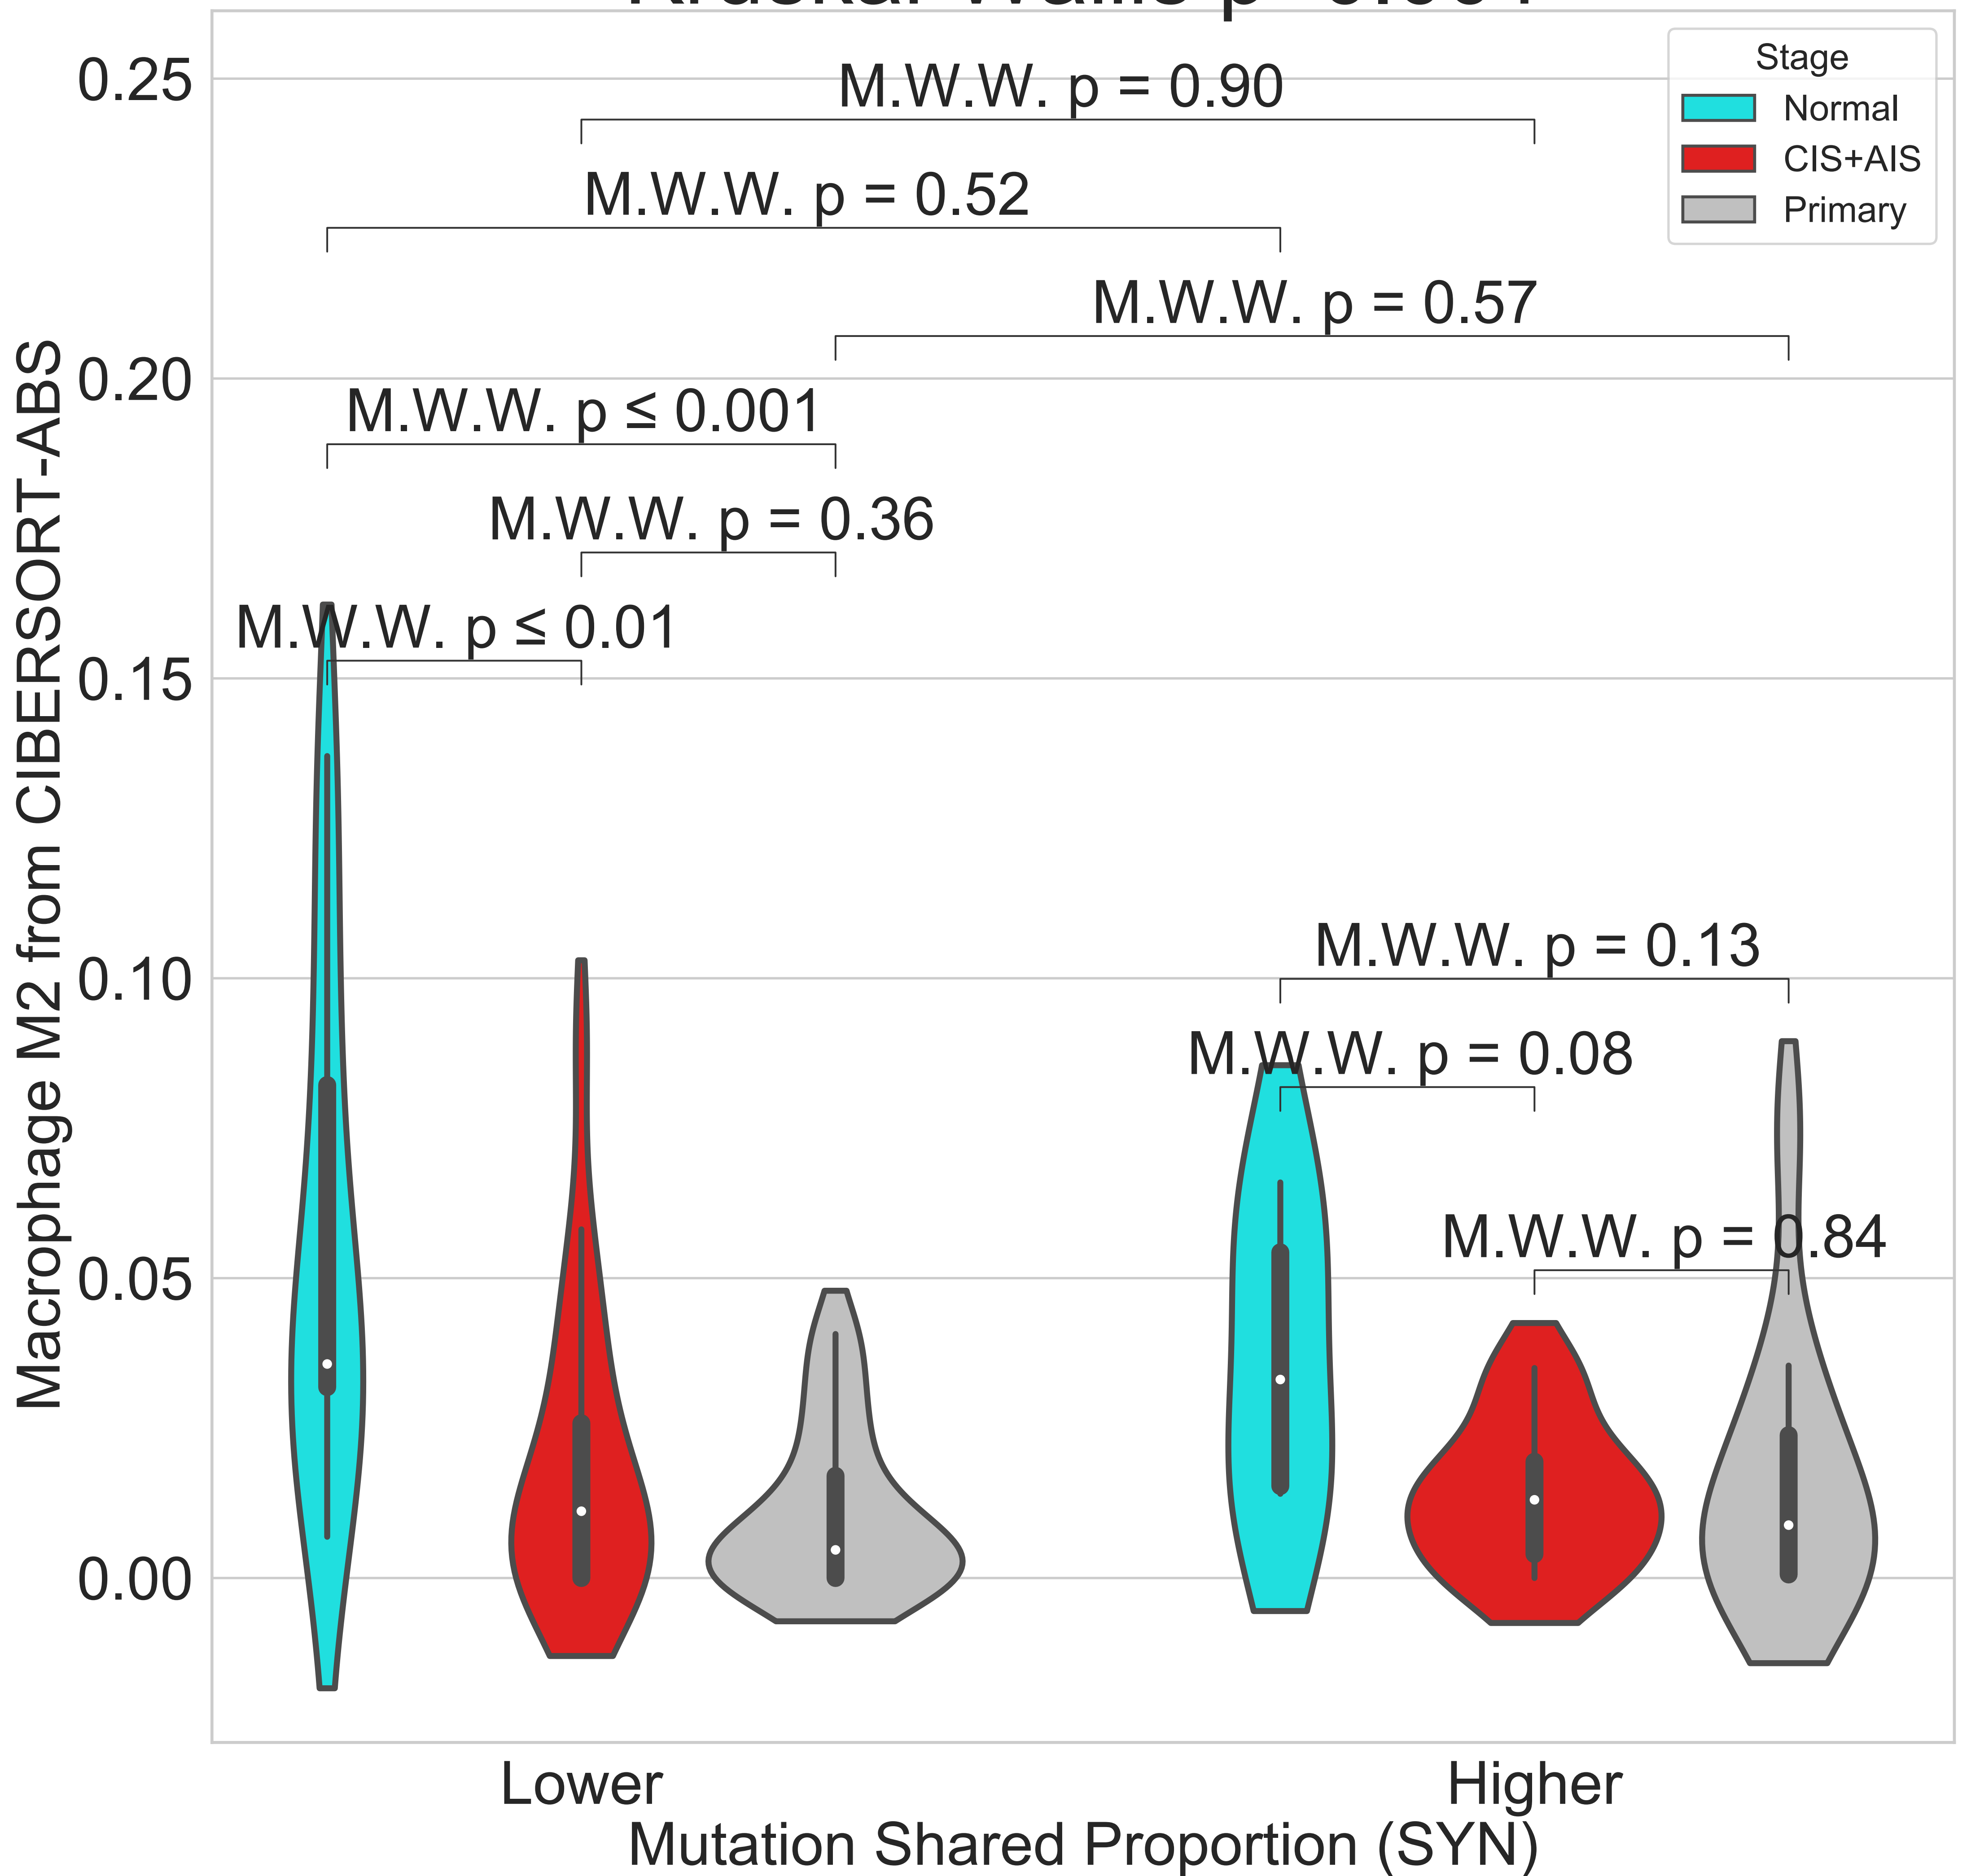 0.25
0.20
0.15
0.10
0.05
0.00
Macrophage M2 from CIBERSORT-ABS
Stage
Normal
CIS+AIS
Primary
M.W.W. p = 0.90
M.W.W. p = 0.52
M.W.W. p = 0.57
M.W.W. p ≤ 0.001
M.W.W. p = 0.36
M.W.W. p ≤ 0.01
M.W.W. p = 0.13
M.W.W. p = 0.08
M.W.W. p = 0.84
Lower
Higher
Mutation Shared Proportion (SYN)